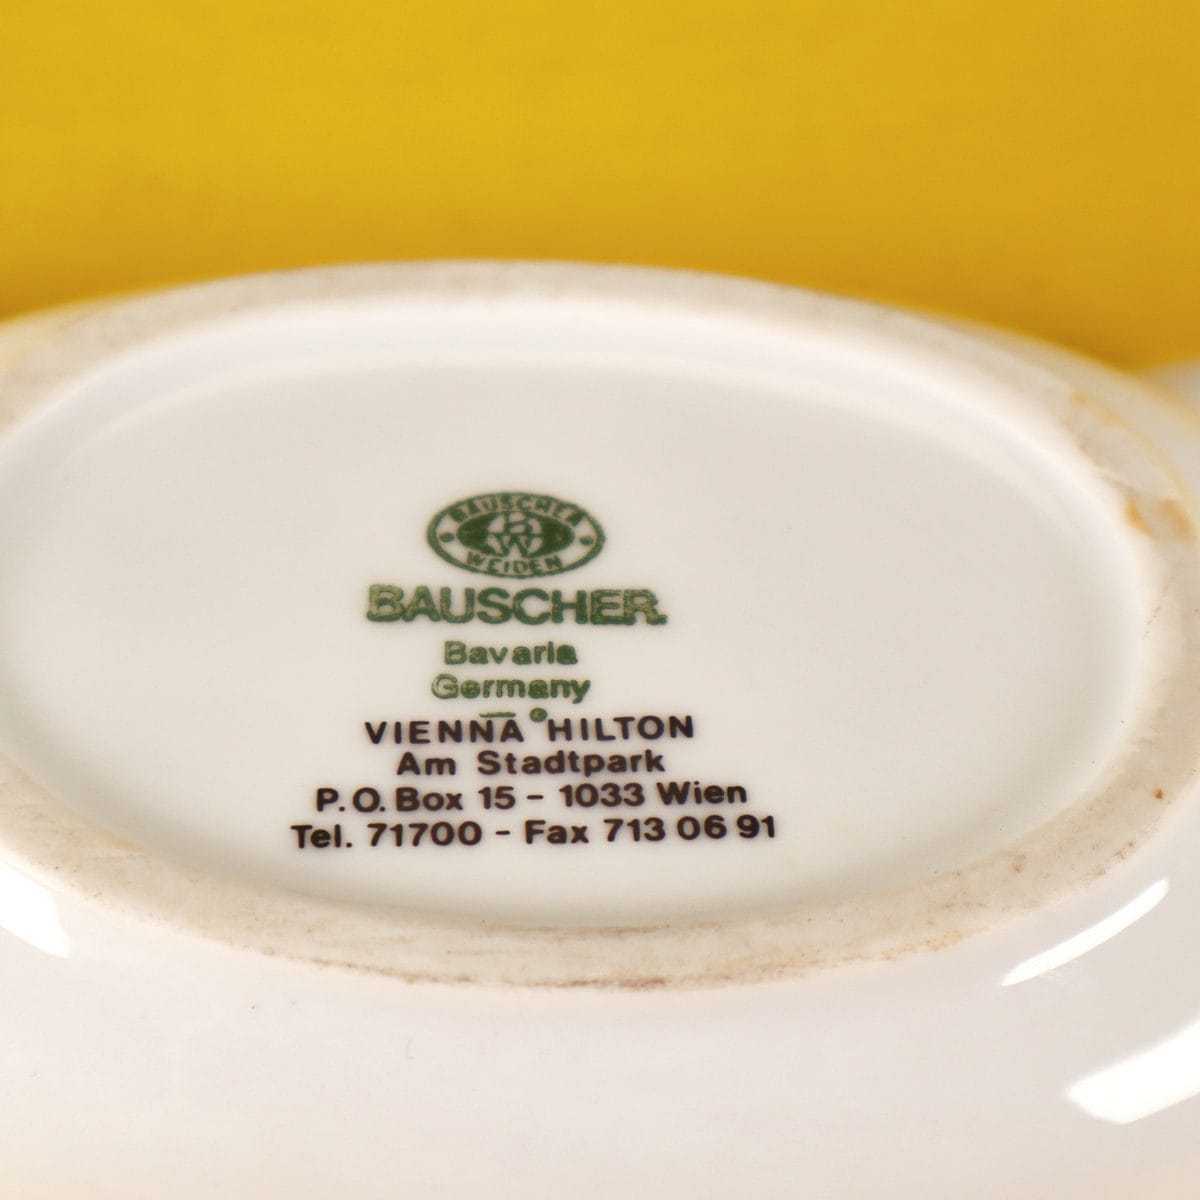 BAUSCHER
aW
WEIDEN
BAUSCHER
Bavaria
Germany
VIENNA HILTON
Am Stadtpark
P.O. Box 15 - 1033 Wien
Tel. 71700 - Fax 713 06 91